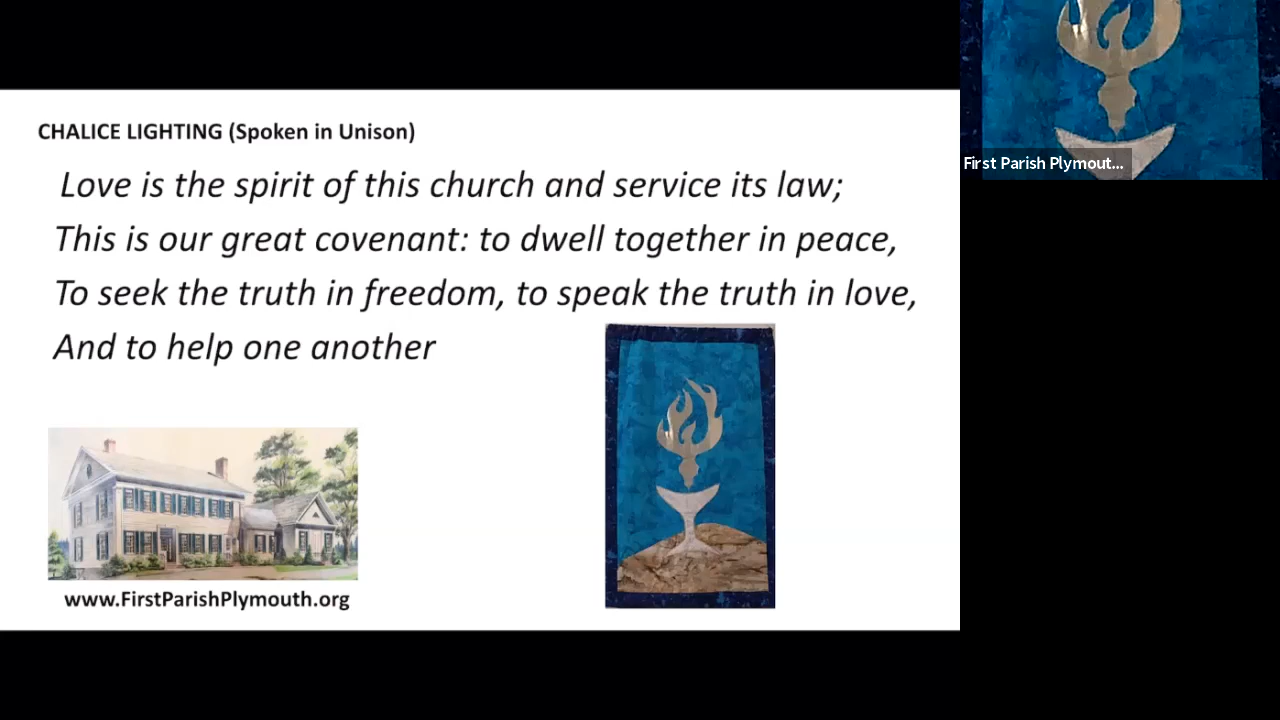 CHALICE LIGHTING (Spoken in Unison)
Love is the spirit of this church and service its law;
This is our great covenant: to dwell together in peace,
To seek the truth in freedom, to speak the truth in love,
And to help one another
www.FirstParishPlymouth.org
First Parish Plymout...